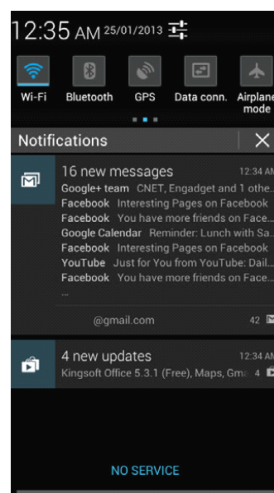 12:35 AM 25/01/2013
Wi-Fi Bluetooth GPS Data conn. Airplane mode
Notifications
16 new messages 12:34 AM
Google+ team CNET, Engadget and 1 othe...
Facebook Interesting Pages on Facebook
Facebook You have more friends on Face...
Google Calendar Reminder: Lunch with Sa...
Facebook Interesting Pages on Facebook
YouTube Just for You from YouTube: Dail...
Facebook You have more friends on Face...
...
@gmail.com 42
4 new updates 12:34 AM
Kingsoft Office 5.3.1 (Free), Maps, Gma 4
NO SERVICE